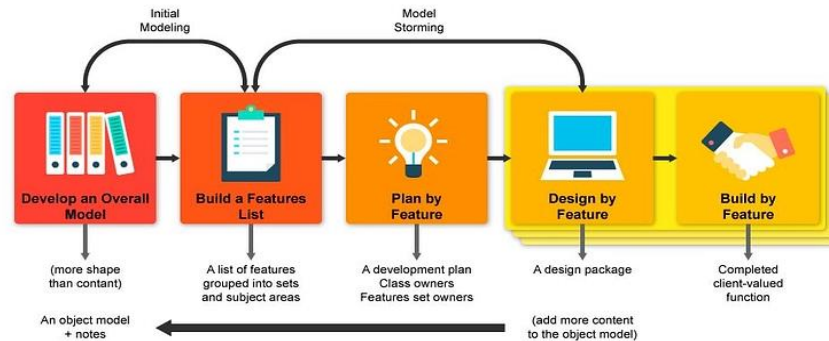 Initial
Modeling
Model
Storming
Develop an Overall
Model
Build a Features
List
Plan by
Feature
Design by
Feature
Build by
Feature
(more shape
than contant)
A list of features
grouped into sets
and subject areas
A development plan
Class owners
Features set owners
A design package
Completed
client-valued
function
An object model
+ notes
(add more content
to the object model)